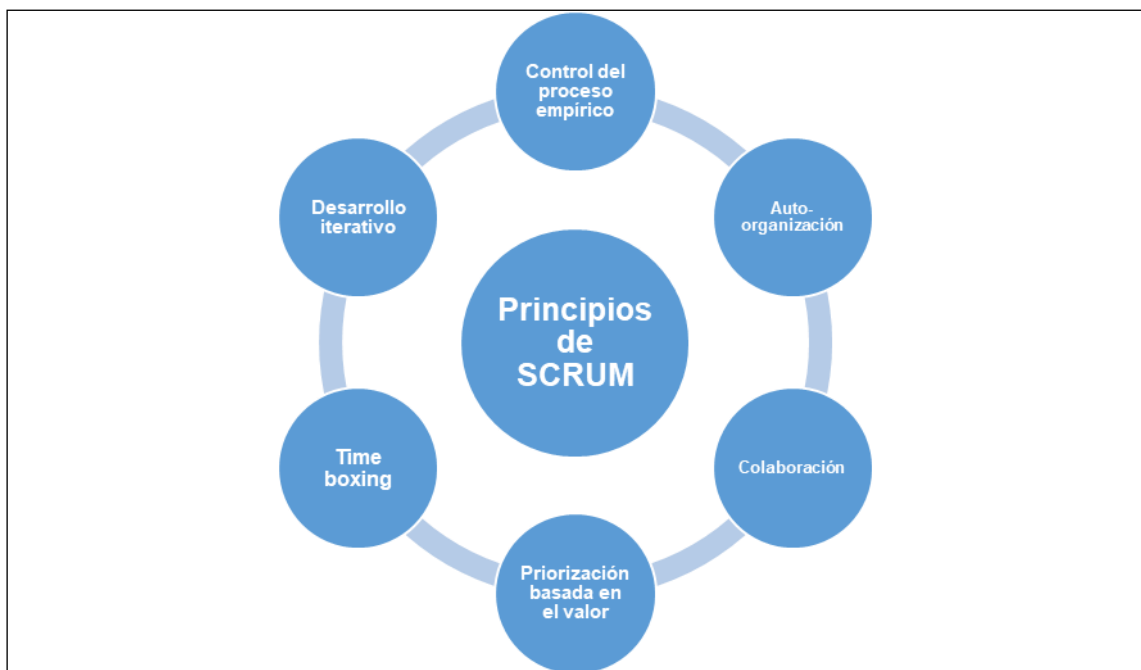 Control del
proceso
empírico
Desarrollo
iterativo
Auto-
organización
Principios
de
SCRUM
Time
boxing
Colaboración
Priorización
basada en
el valor